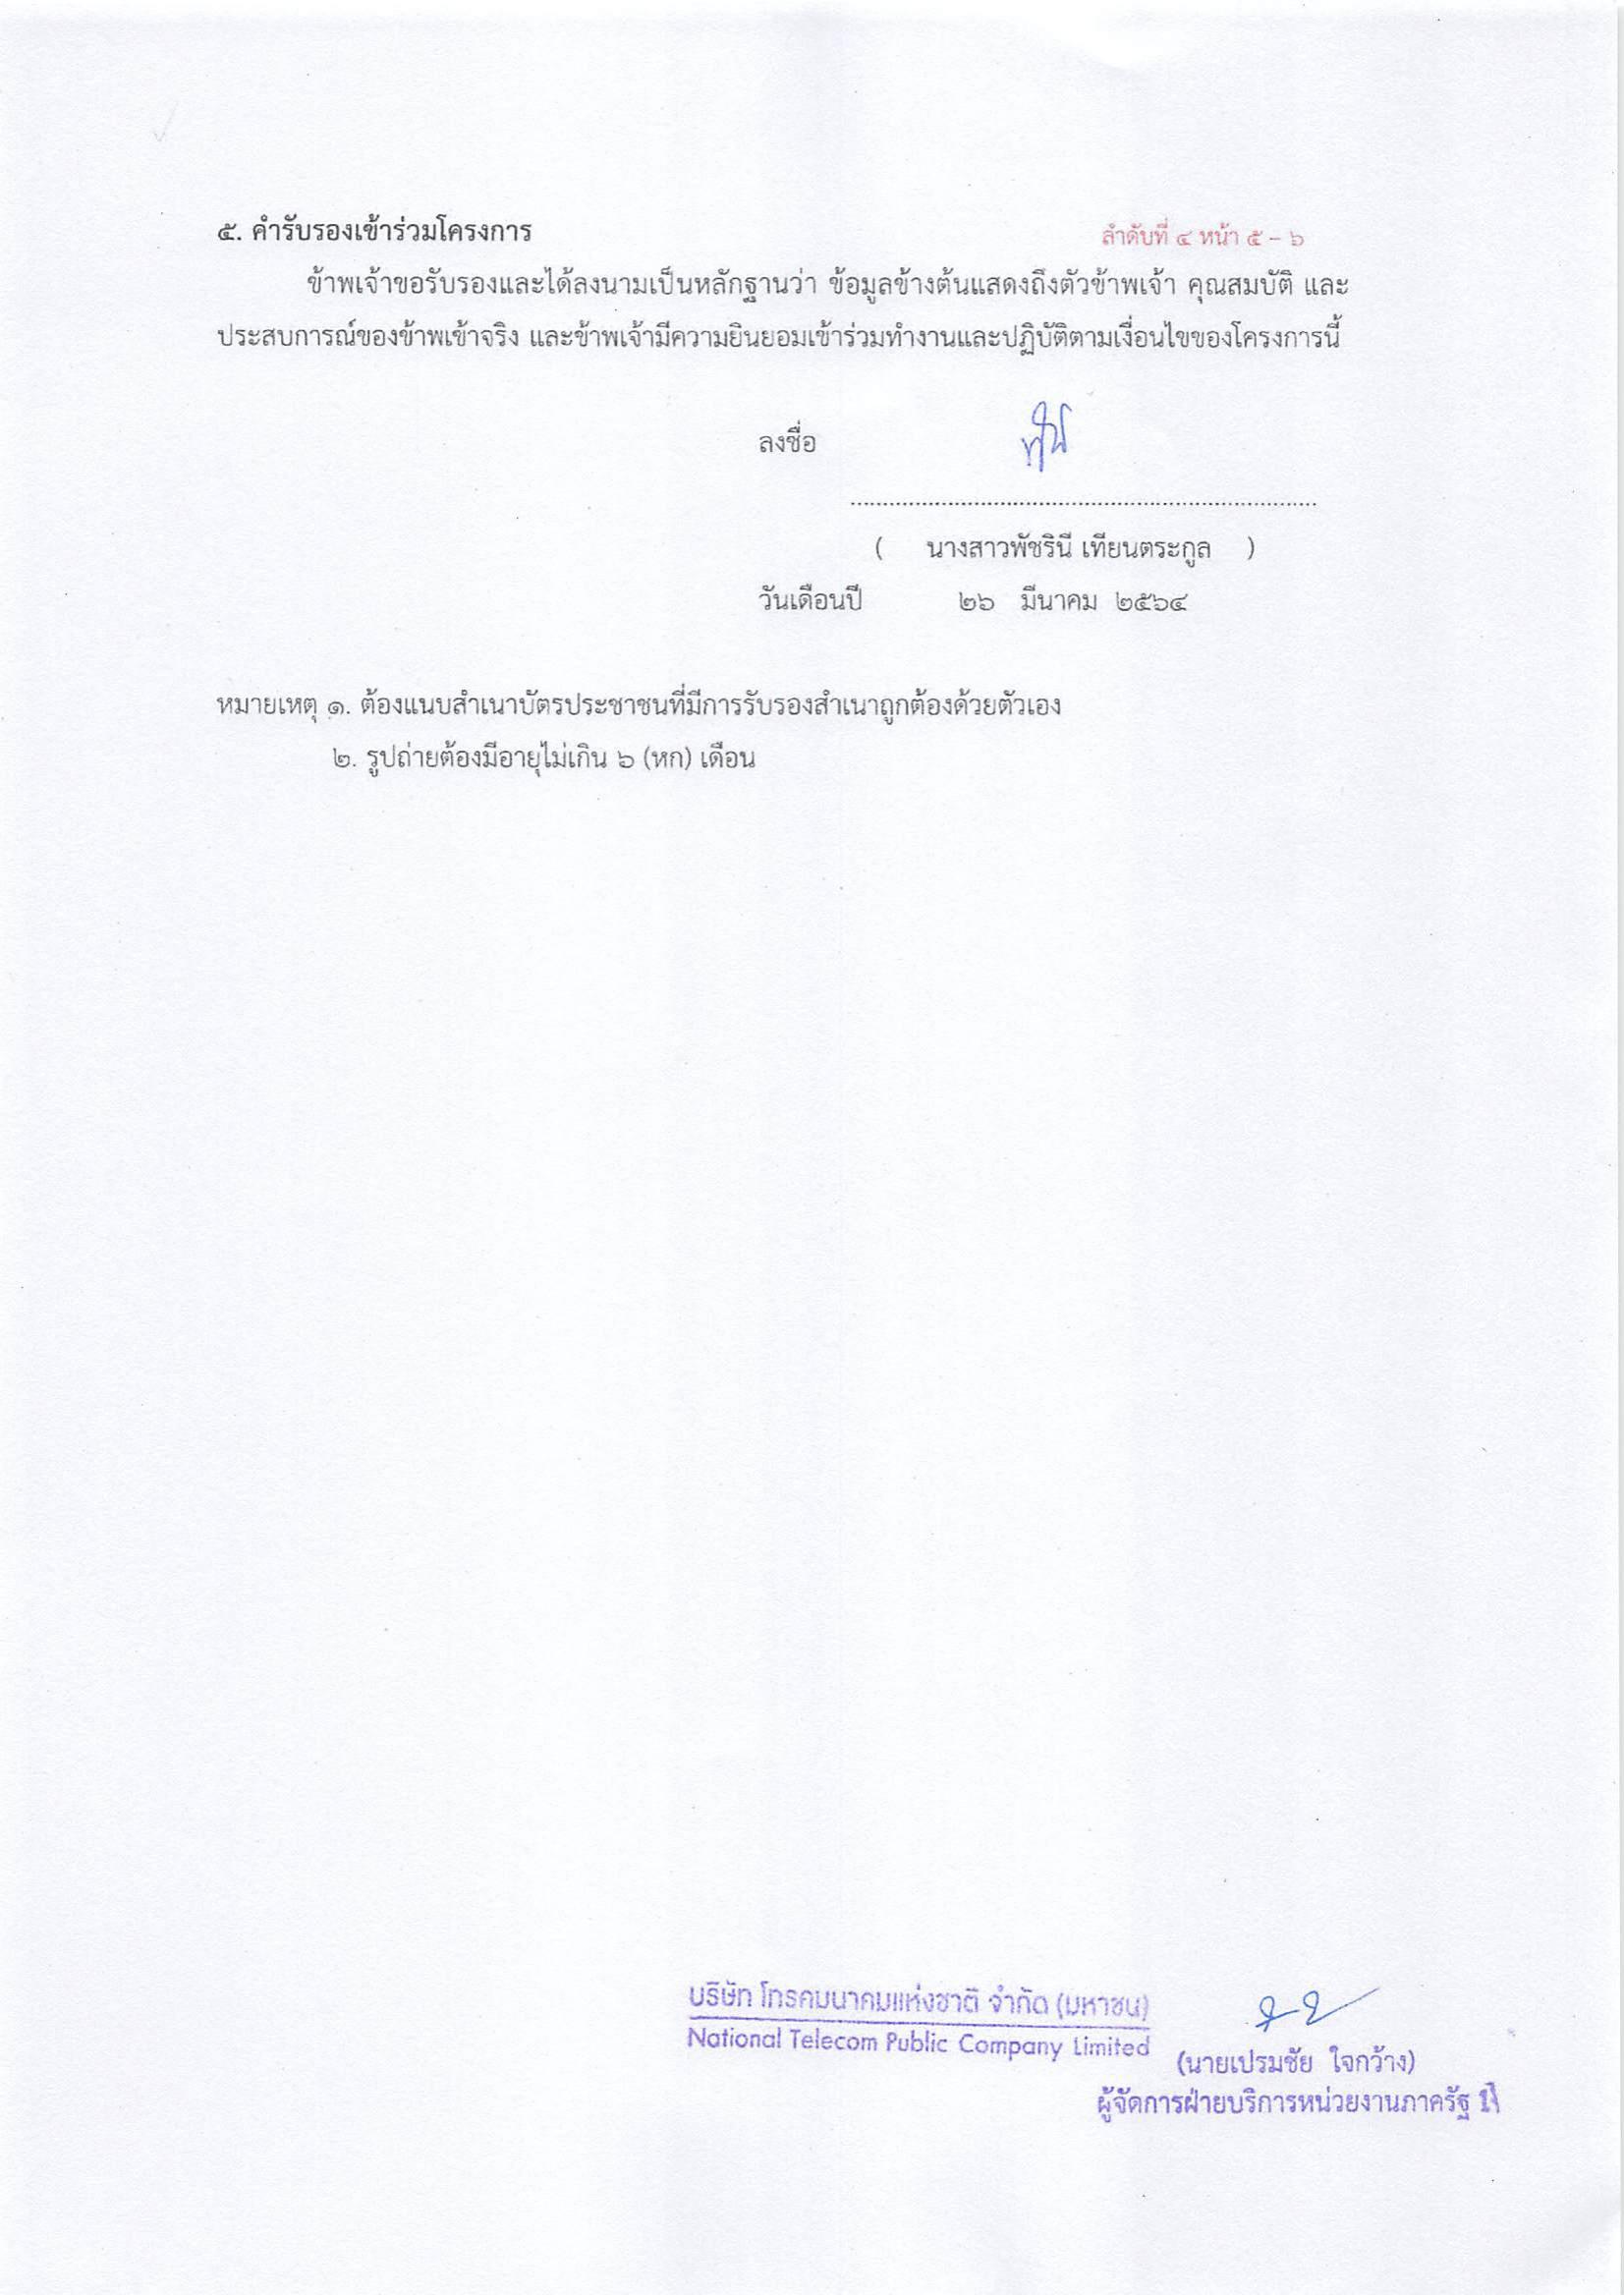 ๕. คำรับรองเข้าร่วมโครงการ
ลำดับที่ ๔ หน้า ๕ – ๖
ข้าพเจ้าขอรับรองและได้ลงนามเป็นหลักฐานว่า ข้อมูลข้างต้นแสดงถึงตัวข้าพเจ้า คุณสมบัติ และ
ประสบการณ์ของข้าพเข้าจริง และข้าพเจ้ามีความยินยอมเข้าร่วมทำงานและปฏิบัติตามเงื่อนไขของโครงการนี้
ลงชื่อ
( นางสาวพัชรินี เทียนตระกูล )
วันเดือนปี ๒๖ มีนาคม ๒๕๖๔
หมายเหตุ ๑. ต้องแนบสำเนาบัตรประชาชนที่มีการรับรองสำเนาถูกต้องด้วยตัวเอง
๒. รูปถ่ายต้องมีอายุไม่เกิน ๖ (หก) เดือน
บริษัท โทรคมนาคมแห่งชาติ จำกัด (มหาชน)
National Telecom Public Company Limited
(นายเปรมชัย ใจกว้าง)
ผู้จัดการฝ่ายบริการหน่วยงานภาครัฐ